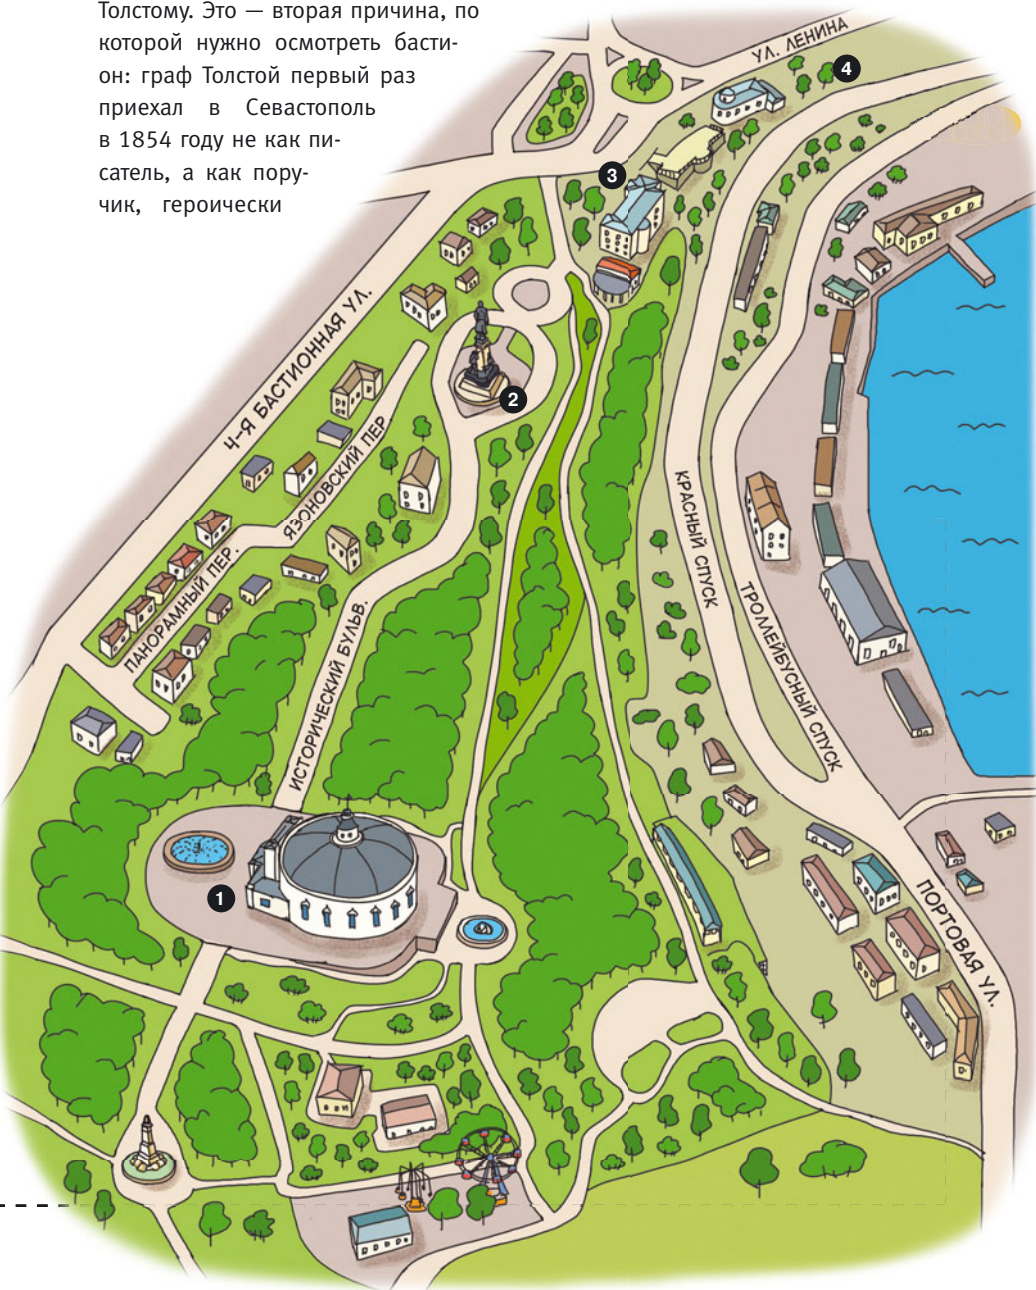 Толстому. Это — вторая причина, по
которой нужно осмотреть басти-
он: граф Толстой первый раз
приехал в Севастополь
в 1854 году не как пи-
сатель, а как пору-
чик, героически
УЛ. ЛЕНИНА
4
3
4-Я БАСТИОННАЯ УЛ.
2
ЯЗОНОВСКИЙ ПЕР.
КРАСНЫЙ СПУСК
ПАНОРАМНЫЙ ПЕР.
ТРОЛЛЕЙБУСНЫЙ СПУСК
ИСТОРИЧЕСКИЙ БУЛЬВ.
1
ПОРТОВАЯ УЛ.